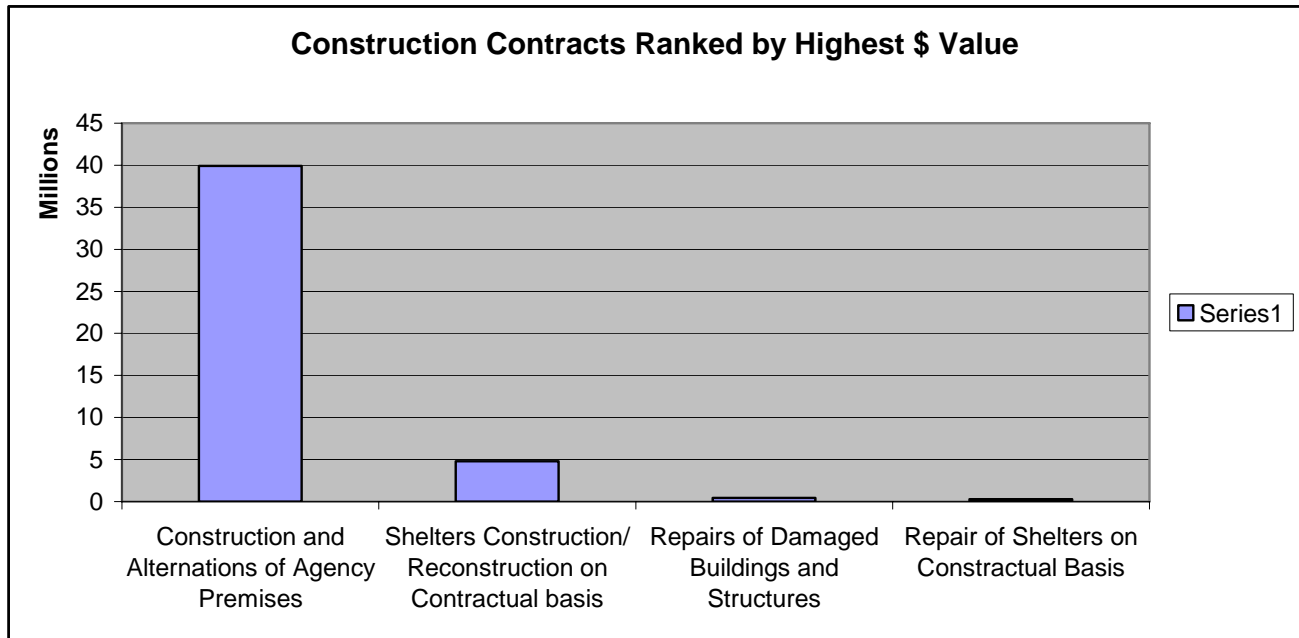 Construction Contracts Ranked by Highest $ Value
Millions
45
40
35
30
25
20
15
10
5
0
Construction and
Alternations of Agency
Premises
Shelters Construction/
Reconstruction on
Contractual basis
Repairs of Damaged
Buildings and
Structures
Repair of Shelters on
Constractual Basis
Series1